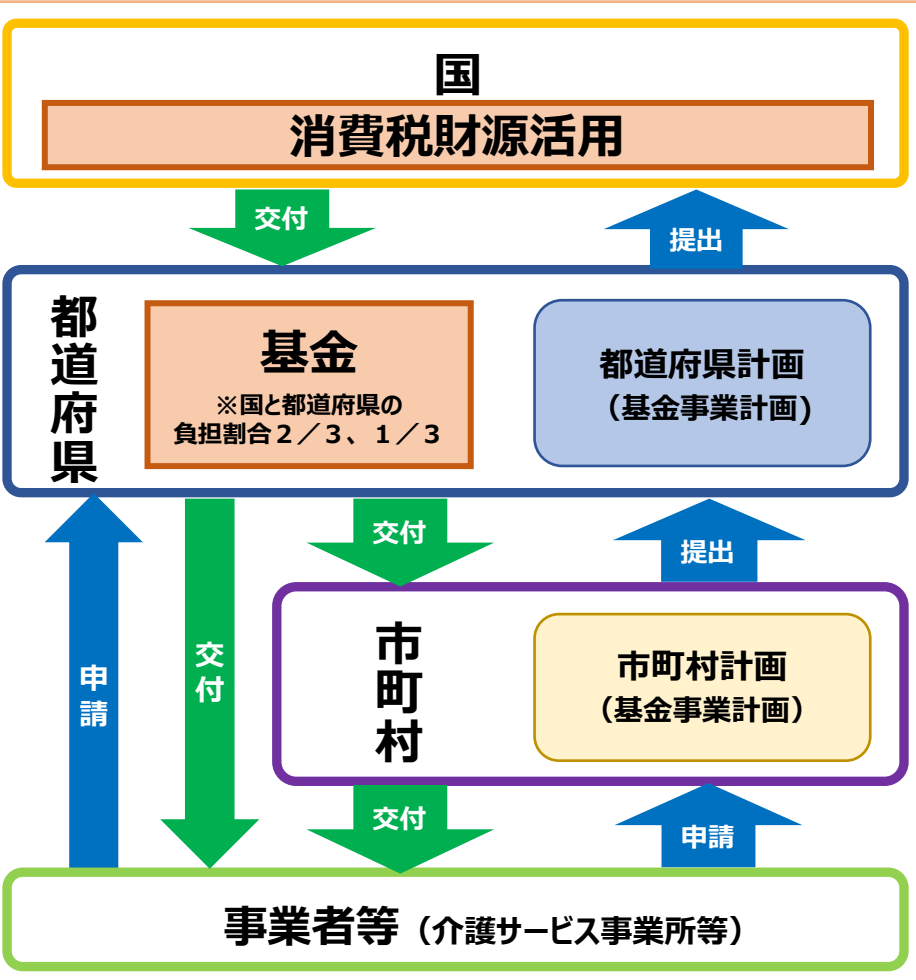 国
消費税財源活用
交付
提出
都道府県
基金
※国と都道府県の
負担割合２／３、１／３
都道府県計画
（基金事業計画）
交付
提出
申請
交付
市町村
市町村計画
（基金事業計画）
交付
申請
事業者等（介護サービス事業所等）